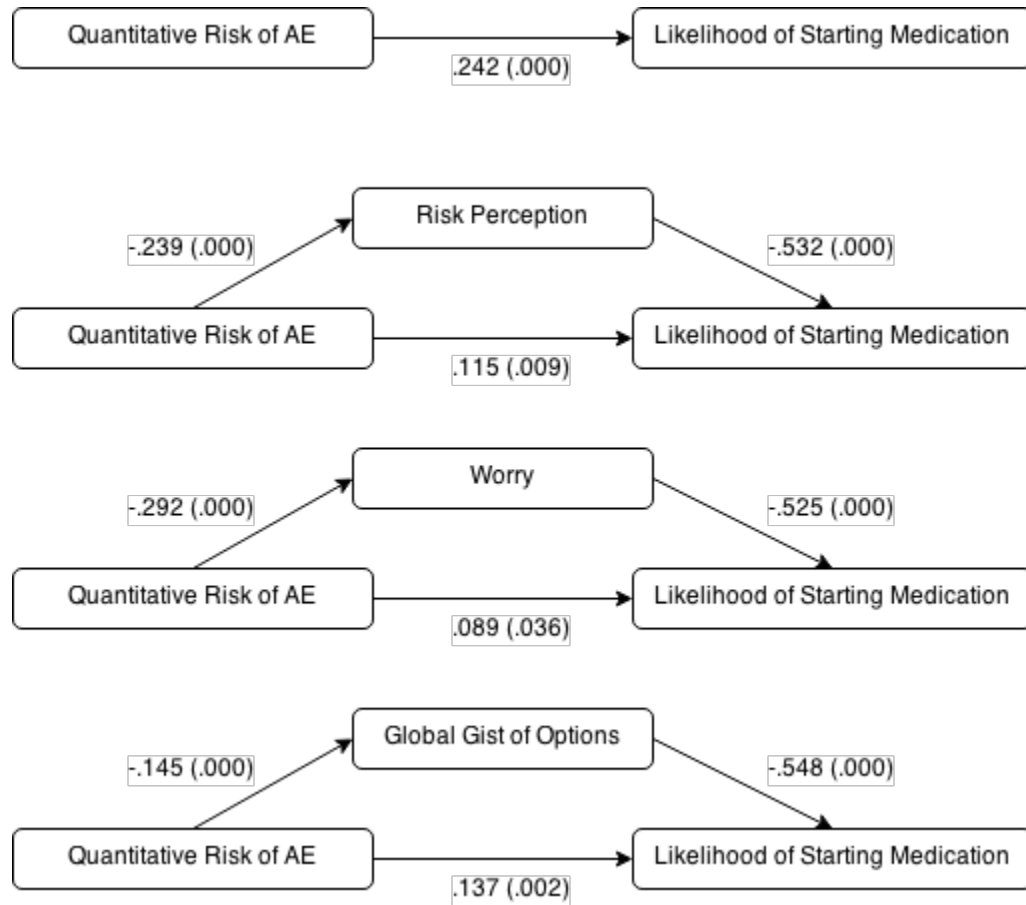 Quantitative Risk of AE
Likelihood of Starting Medication
.242 (.000)
Risk Perception
-.239 (.000)
-.532 (.000)
Quantitative Risk of AE
Likelihood of Starting Medication
.115 (.009)
Worry
-.292 (.000)
-.525 (.000)
Quantitative Risk of AE
Likelihood of Starting Medication
.089 (.036)
Global Gist of Options
-.145 (.000)
-.548 (.000)
Quantitative Risk of AE
Likelihood of Starting Medication
.137 (.002)